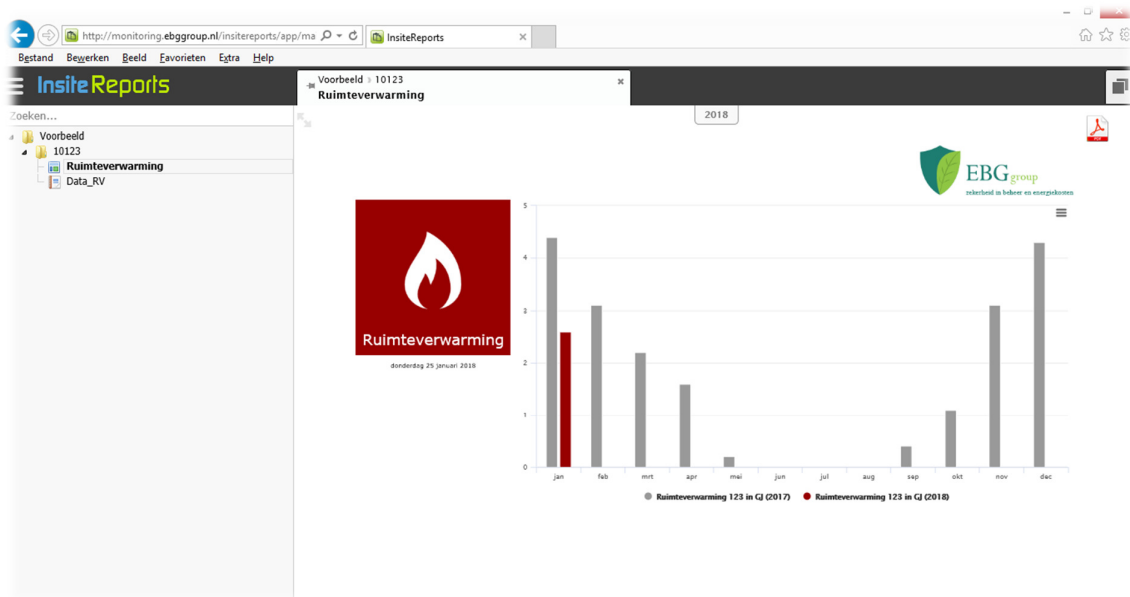 http://monitoring.ebggroup.nl/insitereports/app/ma
InsiteReports
Bestand Bewerken Beeld Favorieten Extra Help
InsiteReports
Voorbeeld › 10123
Ruimteverwarming
Zoeken...
2018
Voorbeeld
10123
Ruimteverwarming
Data_RV
EBG group
zekerheid in beheer en energiekosten
Ruimteverwarming
donderdag 25 januari 2018
5
4
3
2
1
0
jan feb mrt apr mei jun jul aug sep okt nov dec
Ruimteverwarming 123 in GJ (2017) Ruimteverwarming 123 in GJ (2018)